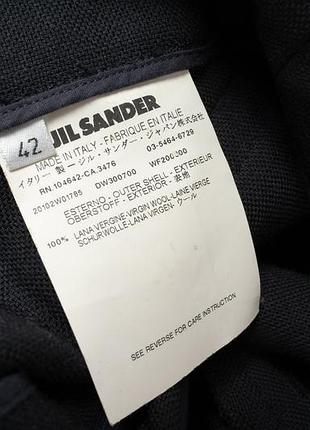 42
JIL SANDER
MADE IN ITALY - FABRIQUE EN ITALIE
イタリー製 ージル・サンダー・ジャパン株式会社
RN.104642-CA.3476 03-5464-6729
20102W01785 DW300700 WF200300
ESTERNO - OUTER SHELL - EXTERIEUR
OBERSTOFF - EXTERIOR - 表地
100% LANA VERGINE-VIRGIN WOOL-LAINE VIERGE
SCHURWOLLE-LANA VIRGEN-ウール
SEE REVERSE FOR CARE INSTRUCTION